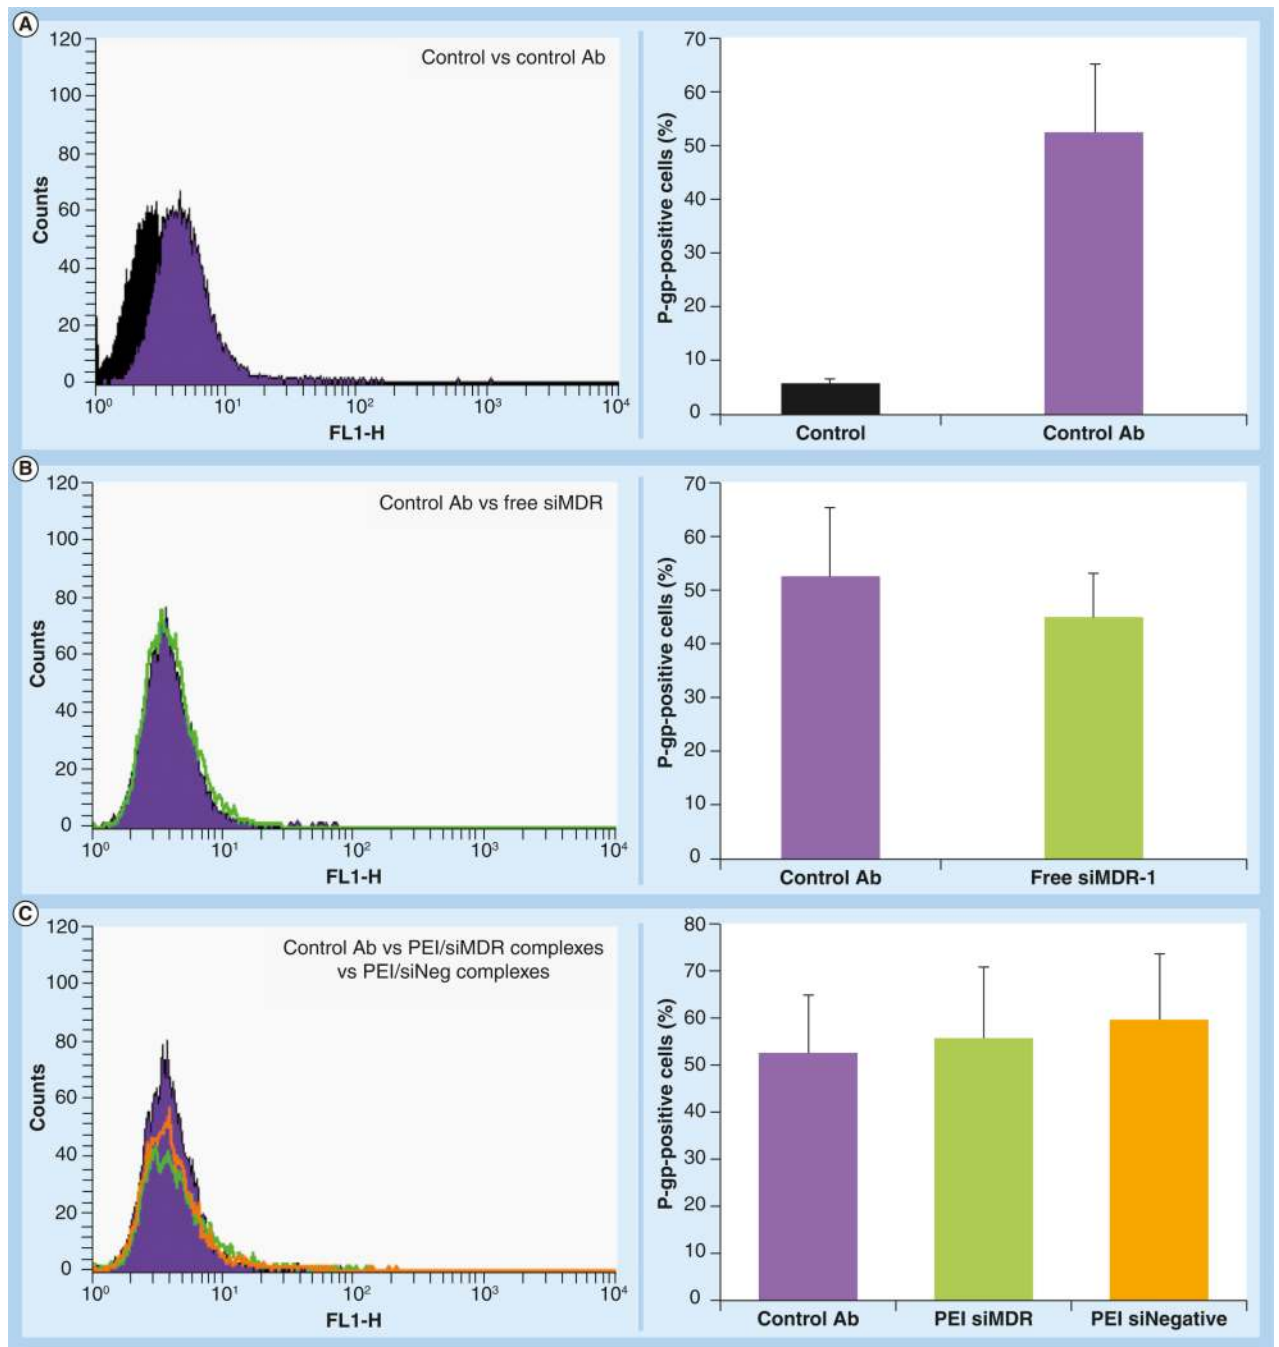 A
Control vs control Ab
120
100
80
60
40
20
0
Counts
10⁰
10¹
10²
10³
10⁴
FL1-H
70
60
50
40
30
20
10
0
P-gp-positive cells (%)
Control
Control Ab
B
Control Ab vs free siMDR
120
100
80
60
40
20
0
Counts
10⁰
10¹
10²
10³
10⁴
FL1-H
70
60
50
40
30
20
10
0
P-gp-positive cells (%)
Control Ab
Free siMDR-1
C
Control Ab vs PEI/siMDR complexes
vs PEI/siNeg complexes
120
100
80
60
40
20
0
Counts
10⁰
10¹
10²
10³
10⁴
FL1-H
80
70
60
50
40
30
20
10
0
P-gp-positive cells (%)
Control Ab
PEI siMDR
PEI siNegative